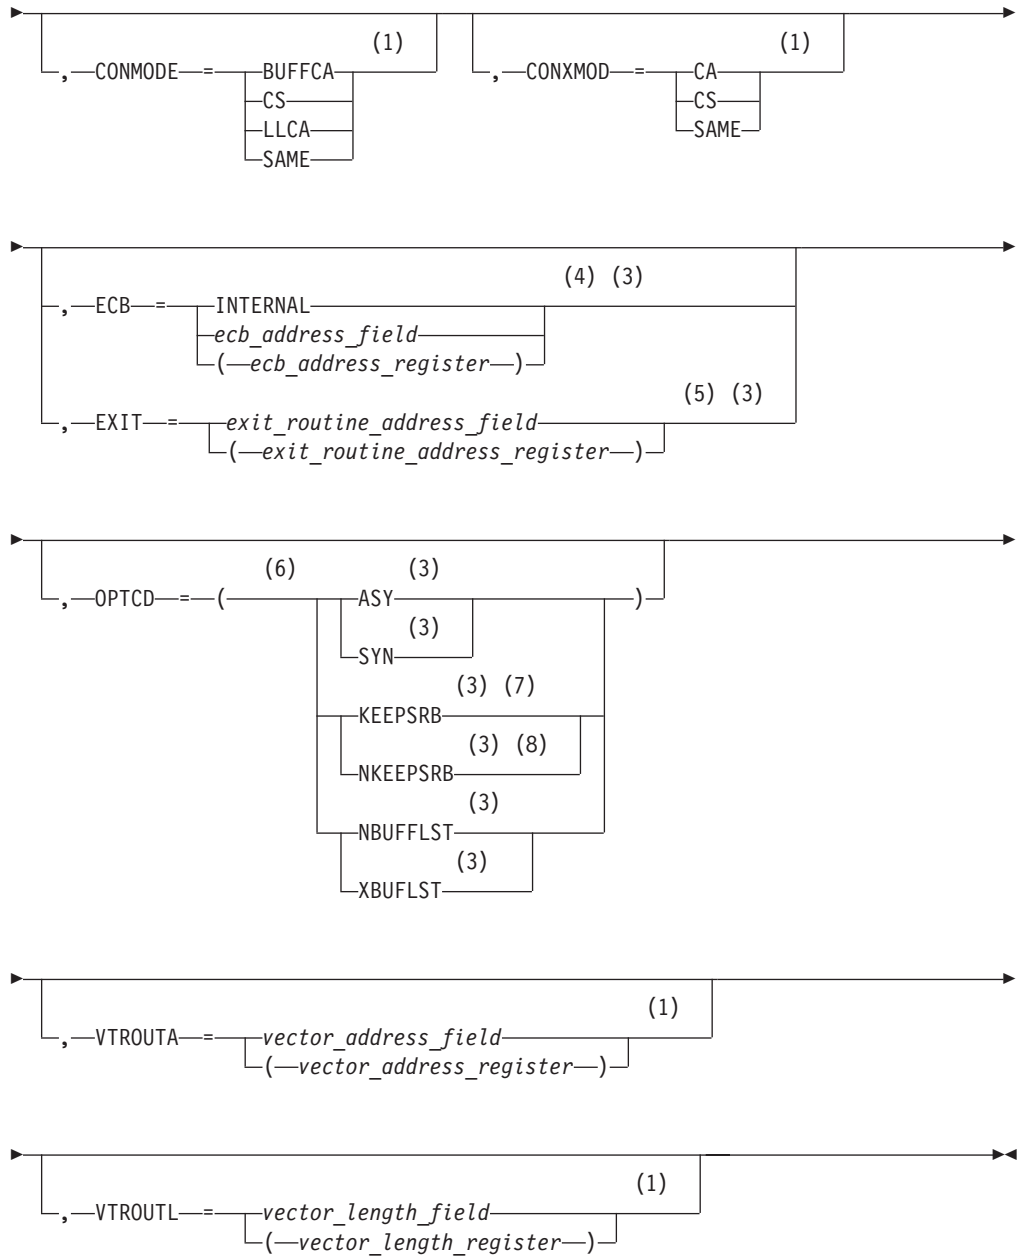 (1) (1)
,CONMODE=BUFFCA ,CONXMOD=CA
CS CS
LLCA SAME
SAME
(4) (3)
,ECB=INTERNAL
ecb_address_field
(ecb_address_register)
(5) (3)
,EXIT=exit_routine_address_field
(exit_routine_address_register)
(6) (3)
,OPTCD=(ASY)
(3)
SYN
(3) (7)
KEEPSRB
(3) (8)
NKEEPSRB
(3)
NBUFFLST
(3)
XBUFLST
(1)
,VTROUTA=vector_address_field
(vector_address_register)
(1)
,VTROUTL=vector_length_field
(vector_length_register)